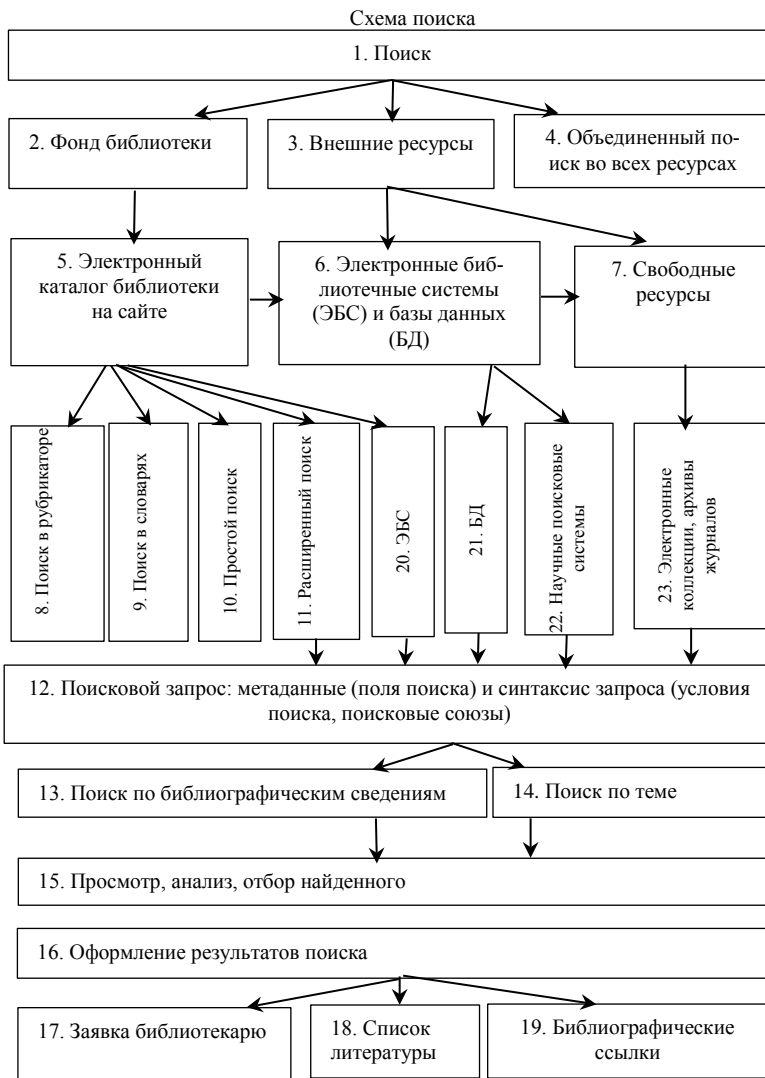 Схема поиска
1. Поиск
2. Фонд библиотеки
3. Внешние ресурсы
4. Объединенный по-
иск во всех ресурсах
5. Электронный
каталог библиотеки
на сайте
6. Электронные биб-
лиотечные системы
(ЭБС) и базы данных
(БД)
7. Свободные
ресурсы
8. Поиск в рубрикаторе
9. Поиск в словарях
10. Простой поиск
11. Расширенный поиск
20. ЭБС
21. БД
22. Научные поисковые
системы
23. Электронные
коллекции, архивы
журналов
12. Поисковой запрос: метаданные (поля поиска) и синтаксис запроса (условия
поиска, поисковые союзы)
13. Поиск по библиографическим сведениям
14. Поиск по теме
15. Просмотр, анализ, отбор найденного
16. Оформление результатов поиска
17. Заявка библиотекарю
18. Список
литературы
19. Библиографические
ссылки